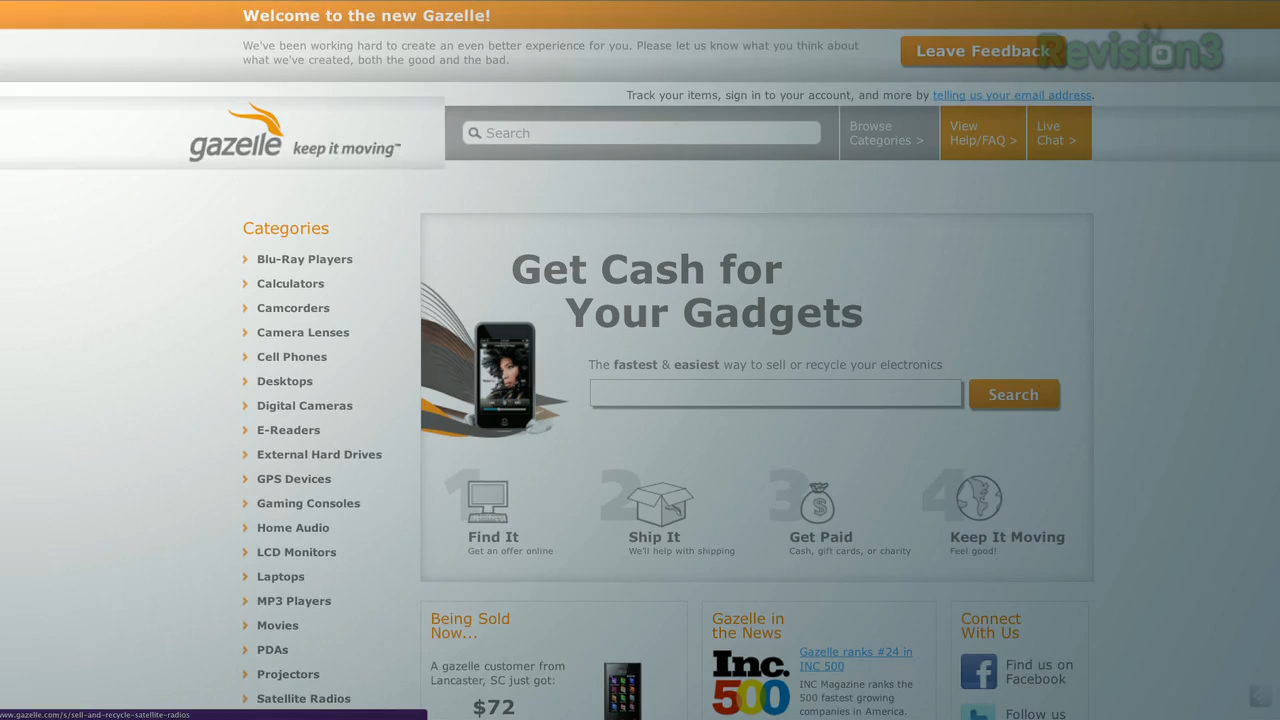 Welcome to the new Gazelle!
We've been working hard to create an even better experience for you. Please let us know what you think about
what we've created, both the good and the bad.
Leave Feedback
Revision3
Track your items, sign in to your account, and more by telling us your email address.
gazelle keep it moving™
Search
Browse
Categories >
View
Help/FAQ >
Live
Chat >
Categories
Blu-Ray Players
Calculators
Camcorders
Camera Lenses
Cell Phones
Desktops
Digital Cameras
E-Readers
External Hard Drives
GPS Devices
Gaming Consoles
Home Audio
LCD Monitors
Laptops
MP3 Players
Movies
PDAs
Projectors
Satellite Radios
Get Cash for
Your Gadgets
The fastest & easiest way to sell or recycle your electronics
Search
1
Find It
Get an offer online
2
Ship It
We'll help with shipping
3
$
Get Paid
Cash, gift cards, or charity
4
Keep It Moving
Feel good!
Being Sold
Now...
A gazelle customer from
Lancaster, SC just got:
$72
Gazelle in
the News
Inc.
500
Gazelle ranks #24 in
INC 500
INC Magazine ranks the
500 fastest growing
companies in America.
Connect
With Us
f
Find us on
Facebook
t
Follow us
www.gazelle.com/s/sell-and-recycle-satellite-radios